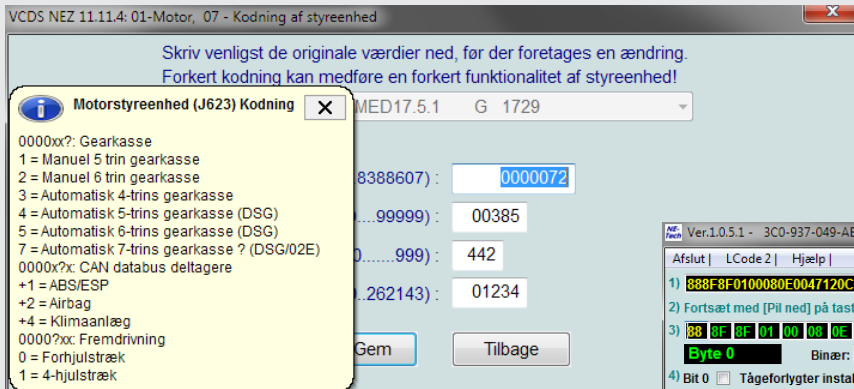 VCDS NEZ 11.11.4: 01-Motor, 07 - Kodning af styreenhed
Skriv venligst de originale værdier ned, før der foretages en ændring.
Forkert kodning kan medføre en forkert funktionalitet af styreenhed!
Motorstyreenhed (J623) Kodning
MED17.5.1 G 1729
0000xx?: Gearkasse
1 = Manuel 5 trin gearkasse
2 = Manuel 6 trin gearkasse
3 = Automatisk 4-trins gearkasse
4 = Automatisk 5-trins gearkasse (DSG)
5 = Automatisk 6-trins gearkasse (DSG)
7 = Automatisk 7-trins gearkasse ? (DSG/02E)
0000x?x: CAN databus deltagere
+1 = ABS/ESP
+2 = Airbag
+4 = Klimaanlæg
0000?xx: Fremdrivning
0 = Forhjulstræk
1 = 4-hjulstræk
8388607) : 0000072
...99999) : 00385
0.......999) : 442
..262143) : 01234
Gem Tilbage
NE-Tech Ver.1.0.5.1 - 3C0-937-049-AE
Afslut | LCode 2 | Hjælp |
1) 888F8F0100080E0047120C
2) Fortsæt med [Pil ned] på tast
3) 88 8F 8F 01 00 08 0E
Byte 0 Binær:
4) Bit 0 Tågeforlygter instal